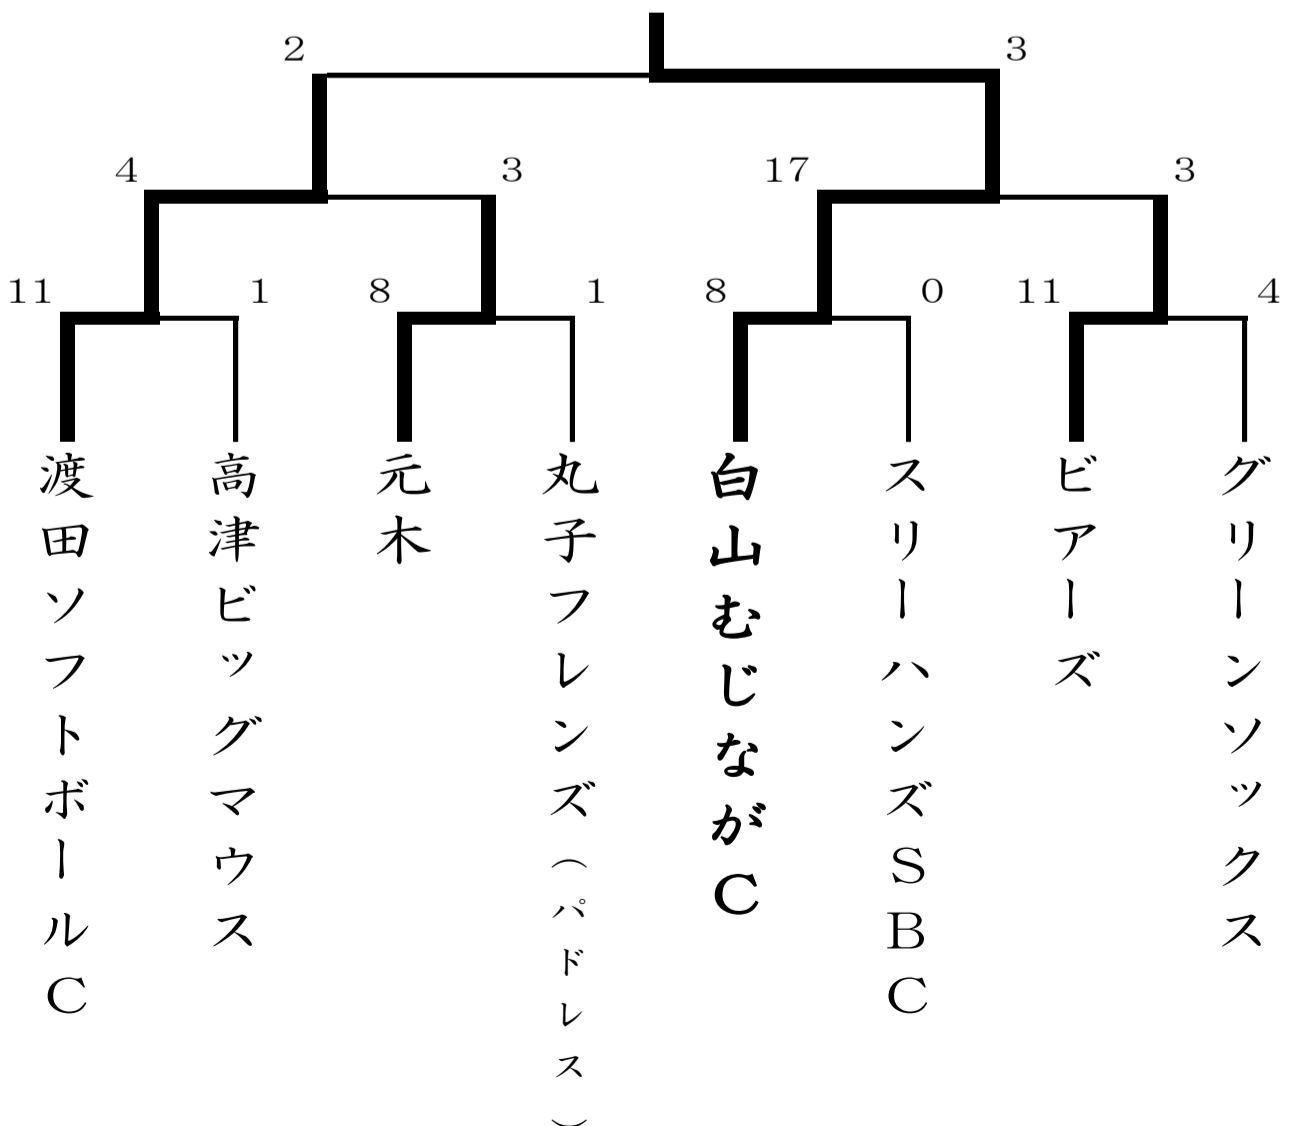 2 3
4 3 17 3
11 1 8 1 8 0 11 4
渡田ソフトボールC
高津ビッグマウス
元木
丸子フレンズ（パドレス）
白山むじながC
スリーハンズSBC
ビアーズ
グリーンソックス